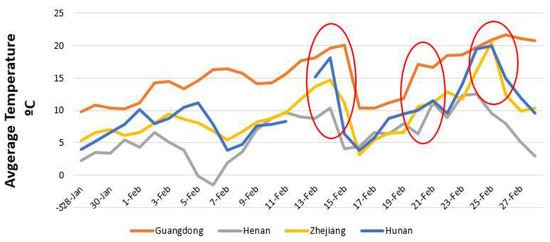 25
20
15
10
5
0
-5
Avgerage Temperature
ºC
28-Jan
30-Jan
1-Feb
3-Feb
5-Feb
7-Feb
9-Feb
11-Feb
13-Feb
15-Feb
17-Feb
19-Feb
21-Feb
23-Feb
25-Feb
27-Feb
Guangdong Henan Zhejiang Hunan